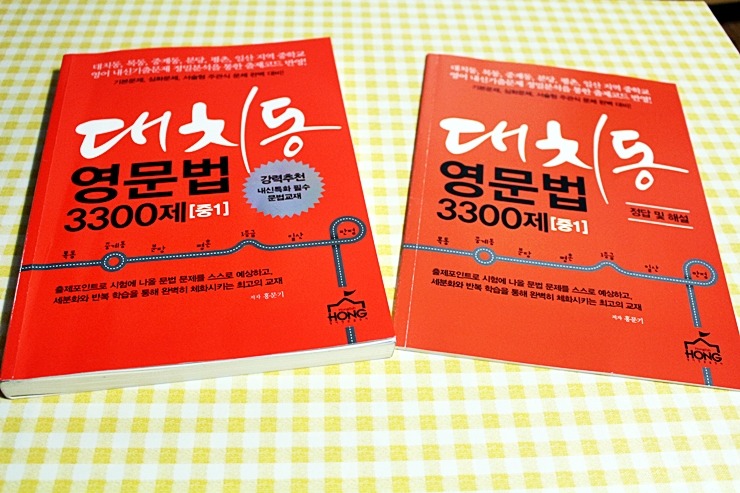 대치동, 목동, 중계동, 분당, 평촌, 일산 지역 중학교
영어 내신기출문제 정밀분석을 통한 출제코드 반영!
기본문제, 심화문제, 서술형 주관식 문제 완벽 대비!
대치동
영문법
3300제 [중1]
강력추천
내신특화 필수
문법교재
목동 중계동 분당 평촌 1등급 일산 만점
출제포인트로 시험에 나올 문법 문제를 스스로 예상하고,
세분화와 반복 학습을 통해 완벽히 체화시키는 최고의 교재
저자 홍문기
HONG
대치동, 목동, 중계동, 분당, 평촌, 일산 지역 중학교
영어 내신기출문제 정밀분석을 통한 출제코드 반영!
기본문제, 심화문제, 서술형 주관식 문제 완벽 대비!
대치동
영문법
3300제 [중1]
정답 및 해설
목동 중계동 분당 평촌 1등급 일산 만점
출제포인트로 시험에 나올 문법 문제를 스스로 예상하고,
세분화와 반복 학습을 통해 완벽히 체화시키는 최고의 교재
저자 홍문기
HONG